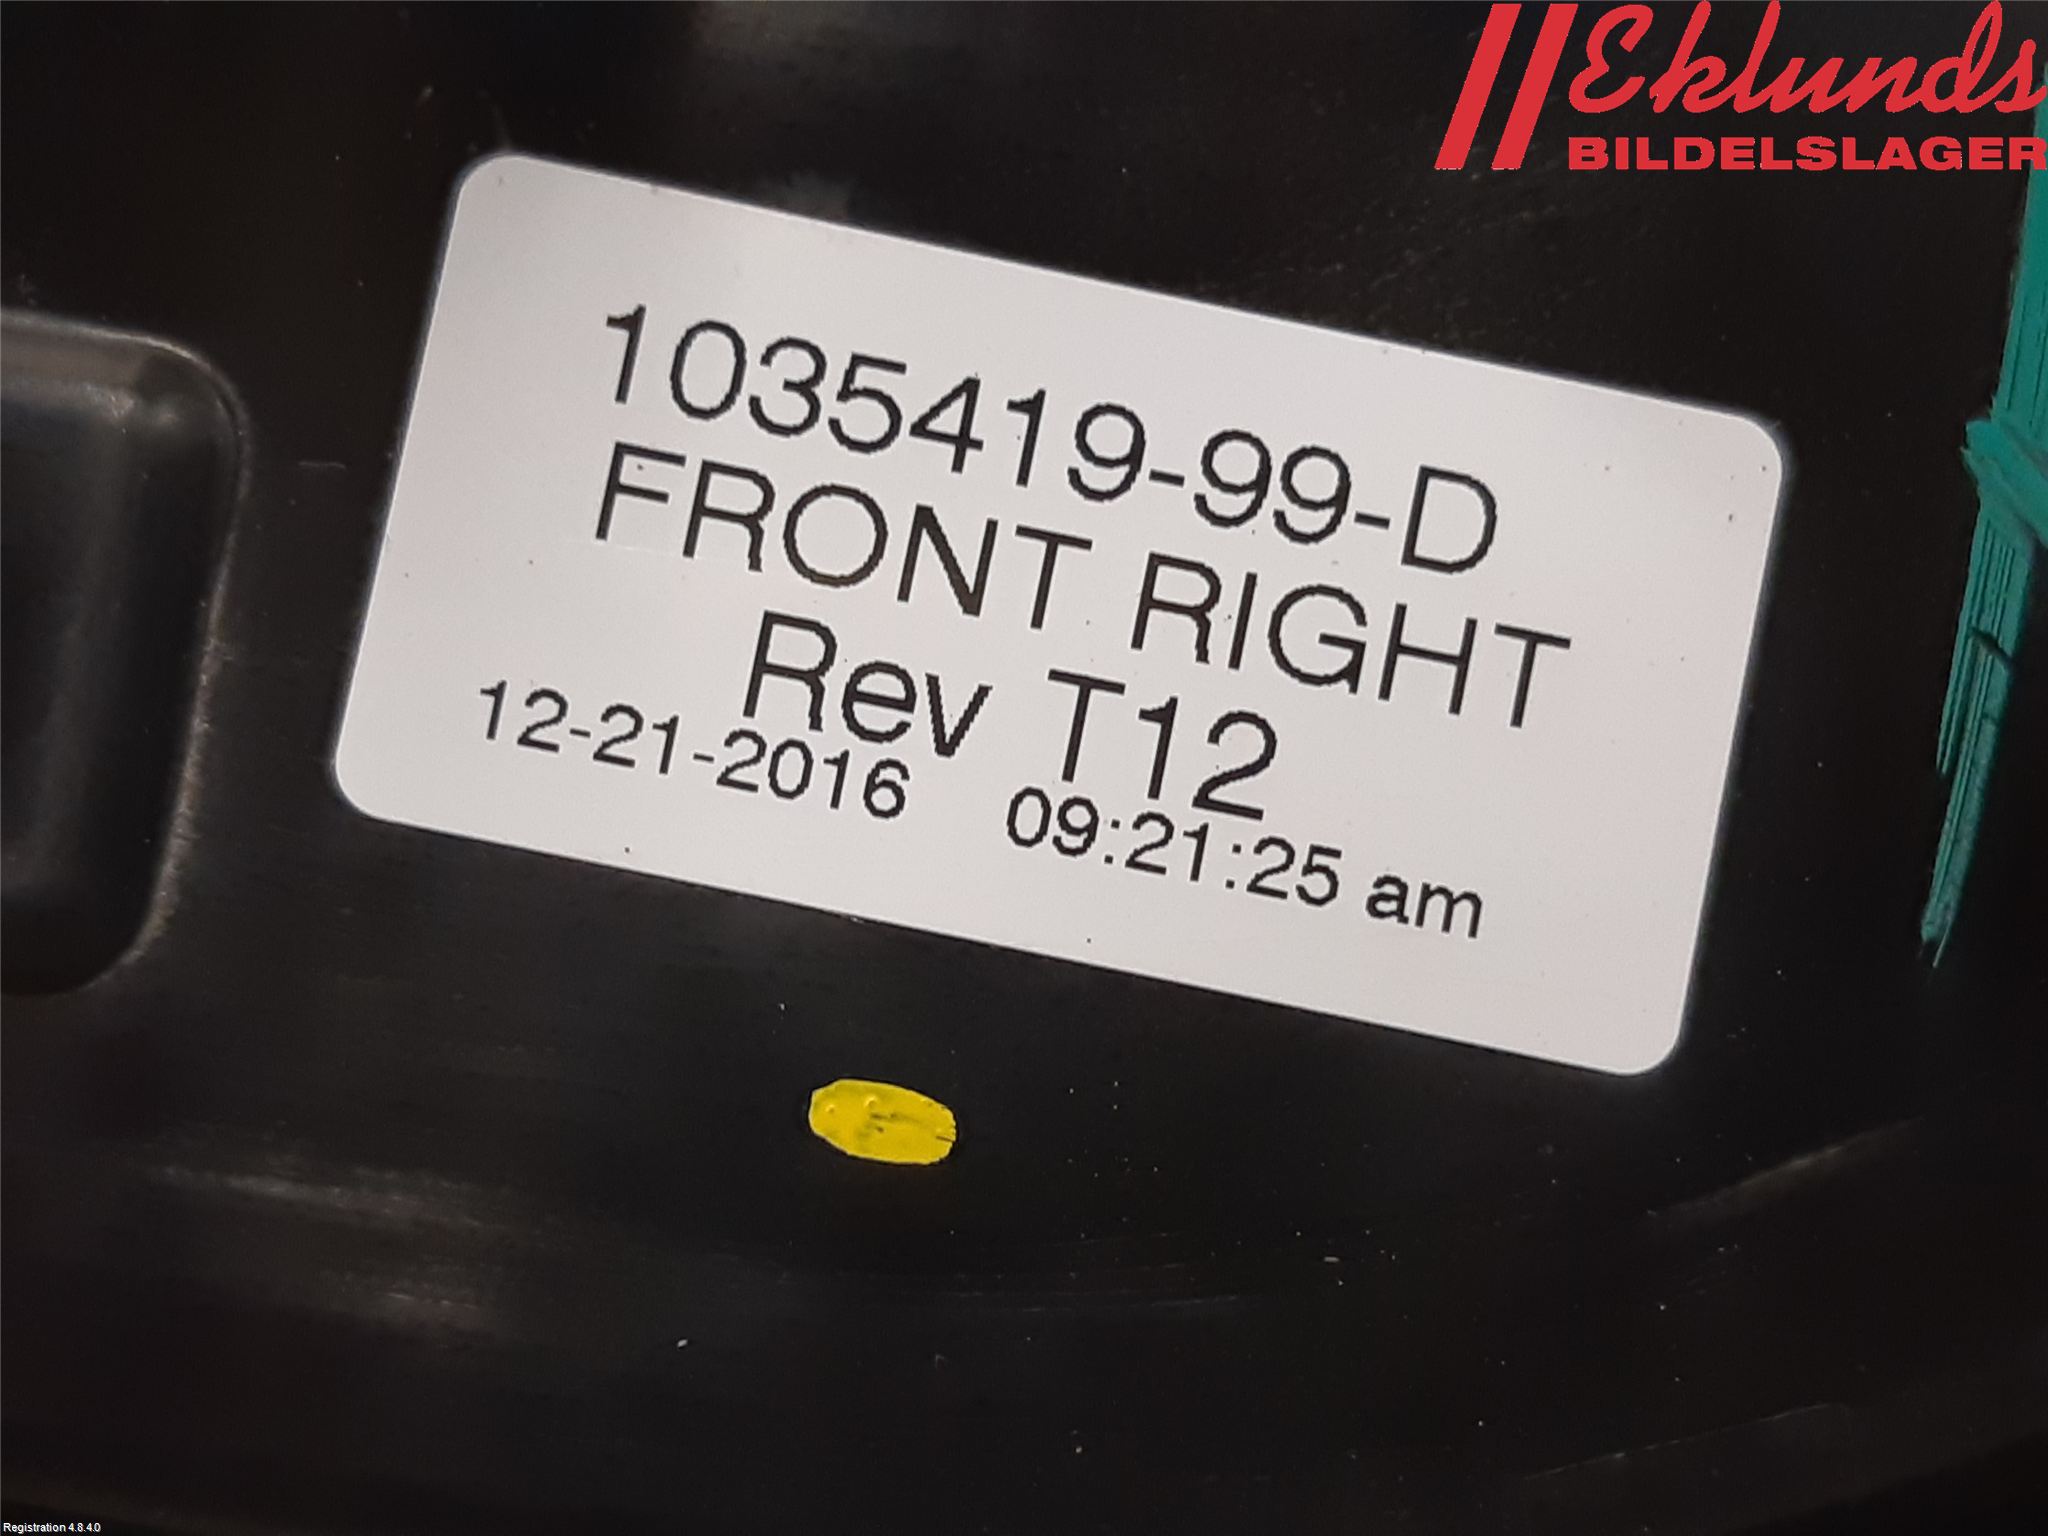 Eklunds
BILDELSLAGER
1035419-99-D
FRONT RIGHT
Rev T12
12-21-2016 09:21:25 am
Registration 4.8.4.0